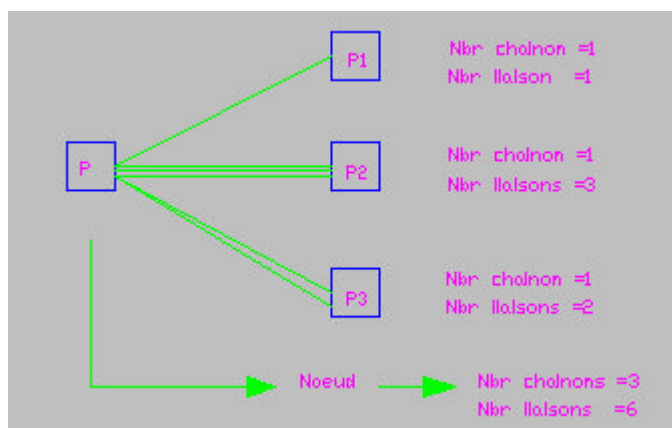 P1
Nbr chaînon =1
Nbr liaison =1
P
P2
Nbr chaînon =1
Nbr liaisons =3
P3
Nbr chaînon =1
Nbr liaisons =2
Noeud
Nbr chaînons =3
Nbr liaisons =6